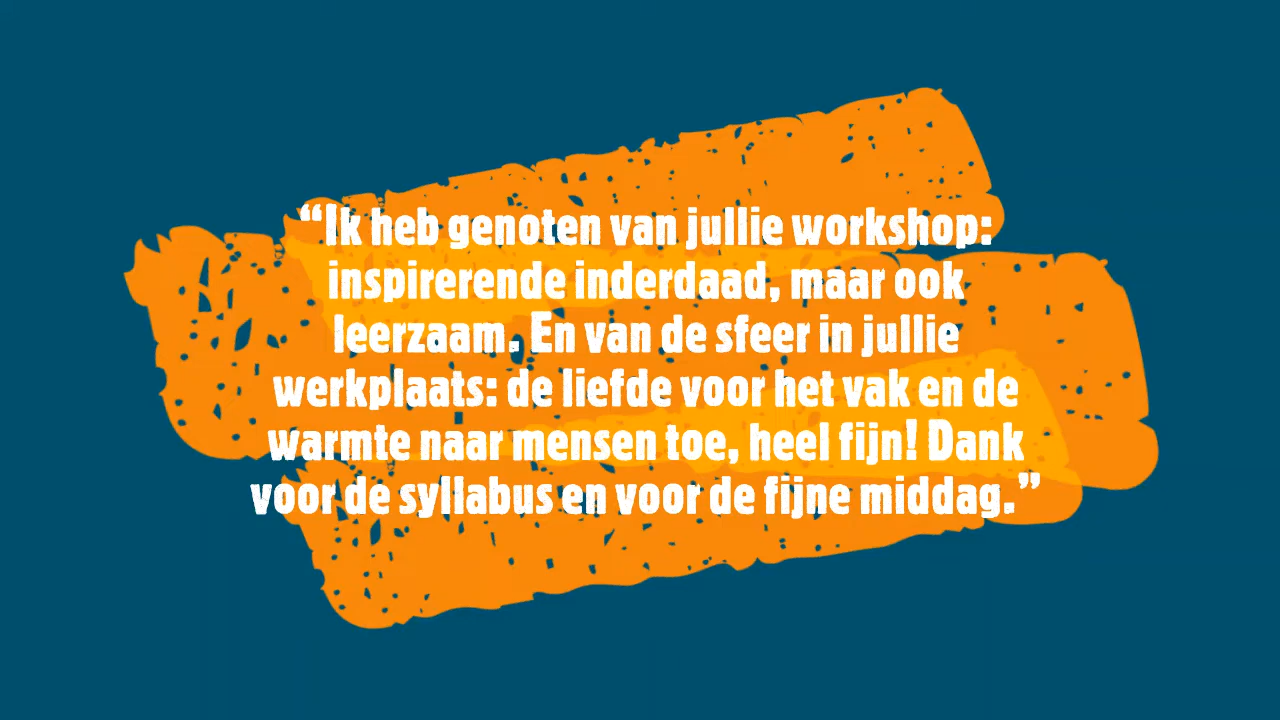 “Ik heb genoten van jullie workshop:
inspirerende inderdaad, maar ook
leerzaam. En van de sfeer in jullie
werkplaats: de liefde voor het vak en de
warmte naar mensen toe, heel fijn! Dank
voor de syllabus en voor de fijne middag.”